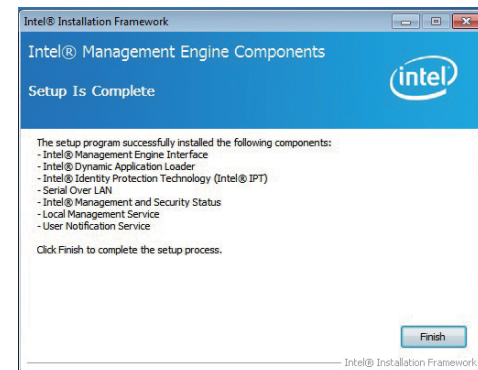 Intel® Installation Framework
Intel® Management Engine Components
Setup Is Complete
intel
The setup program successfully installed the following components:
- Intel® Management Engine Interface
- Intel® Dynamic Application Loader
- Intel® Identity Protection Technology (Intel® IPT)
- Serial Over LAN
- Intel® Management and Security Status
- Local Management Service
- User Notification Service
Click Finish to complete the setup process.
Finish
Intel® Installation Framework